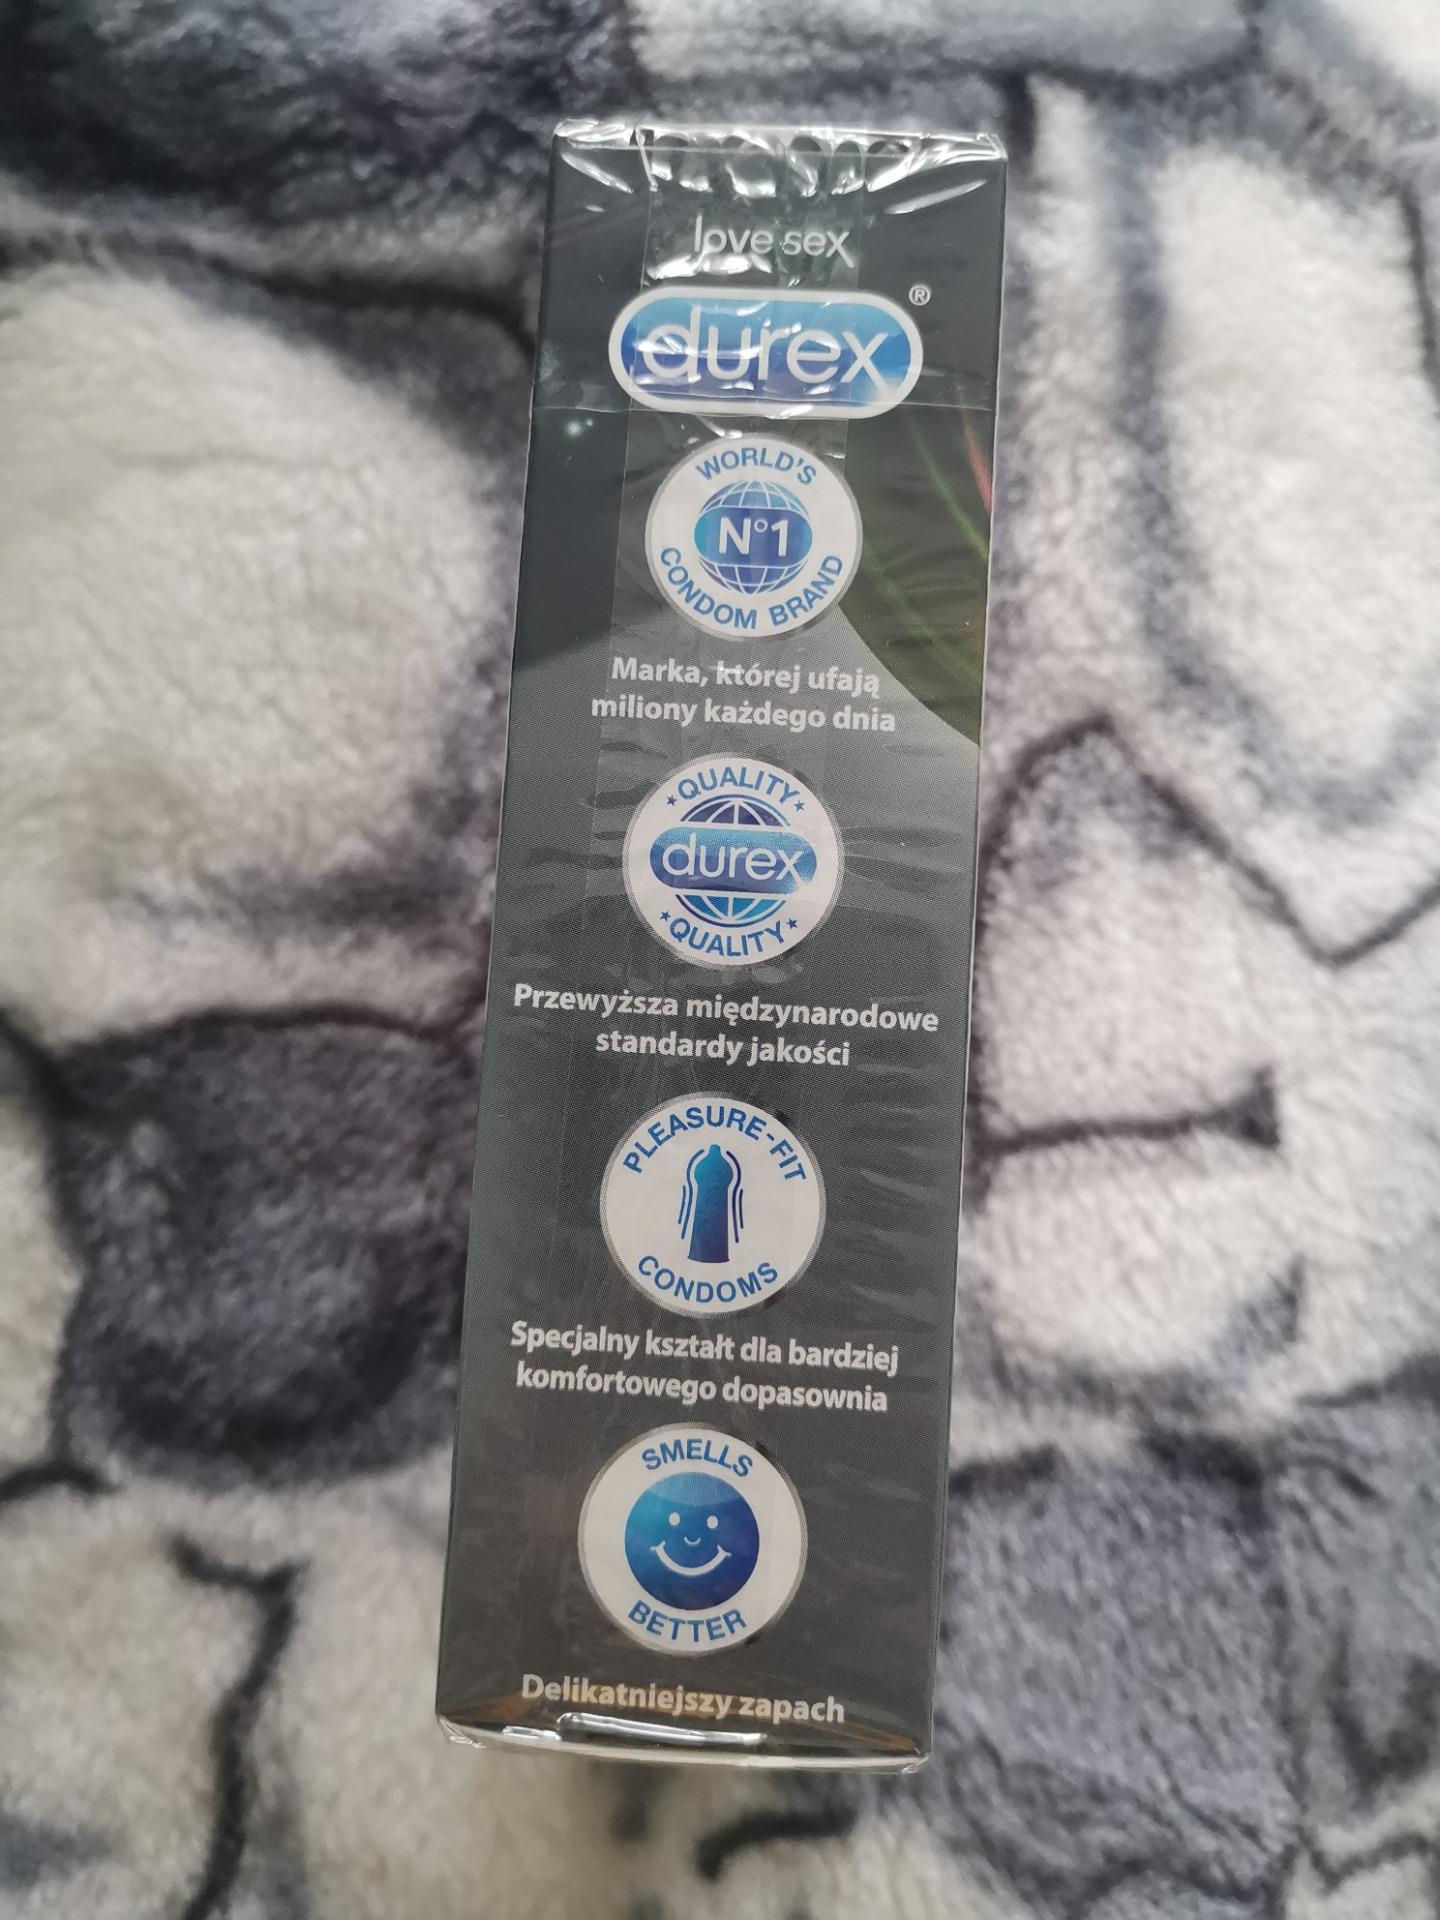 love sex
durex®
WORLD'S
N°1
CONDOM BRAND
Marka, której ufają
miliony każdego dnia
QUALITY
durex
QUALITY
Przewyższa międzynarodowe
standardy jakości
PLEASURE-FIT
CONDOMS
Specjalny kształt dla bardziej
komfortowego dopasownia
SMELLS
BETTER
Delikatniejszy zapach